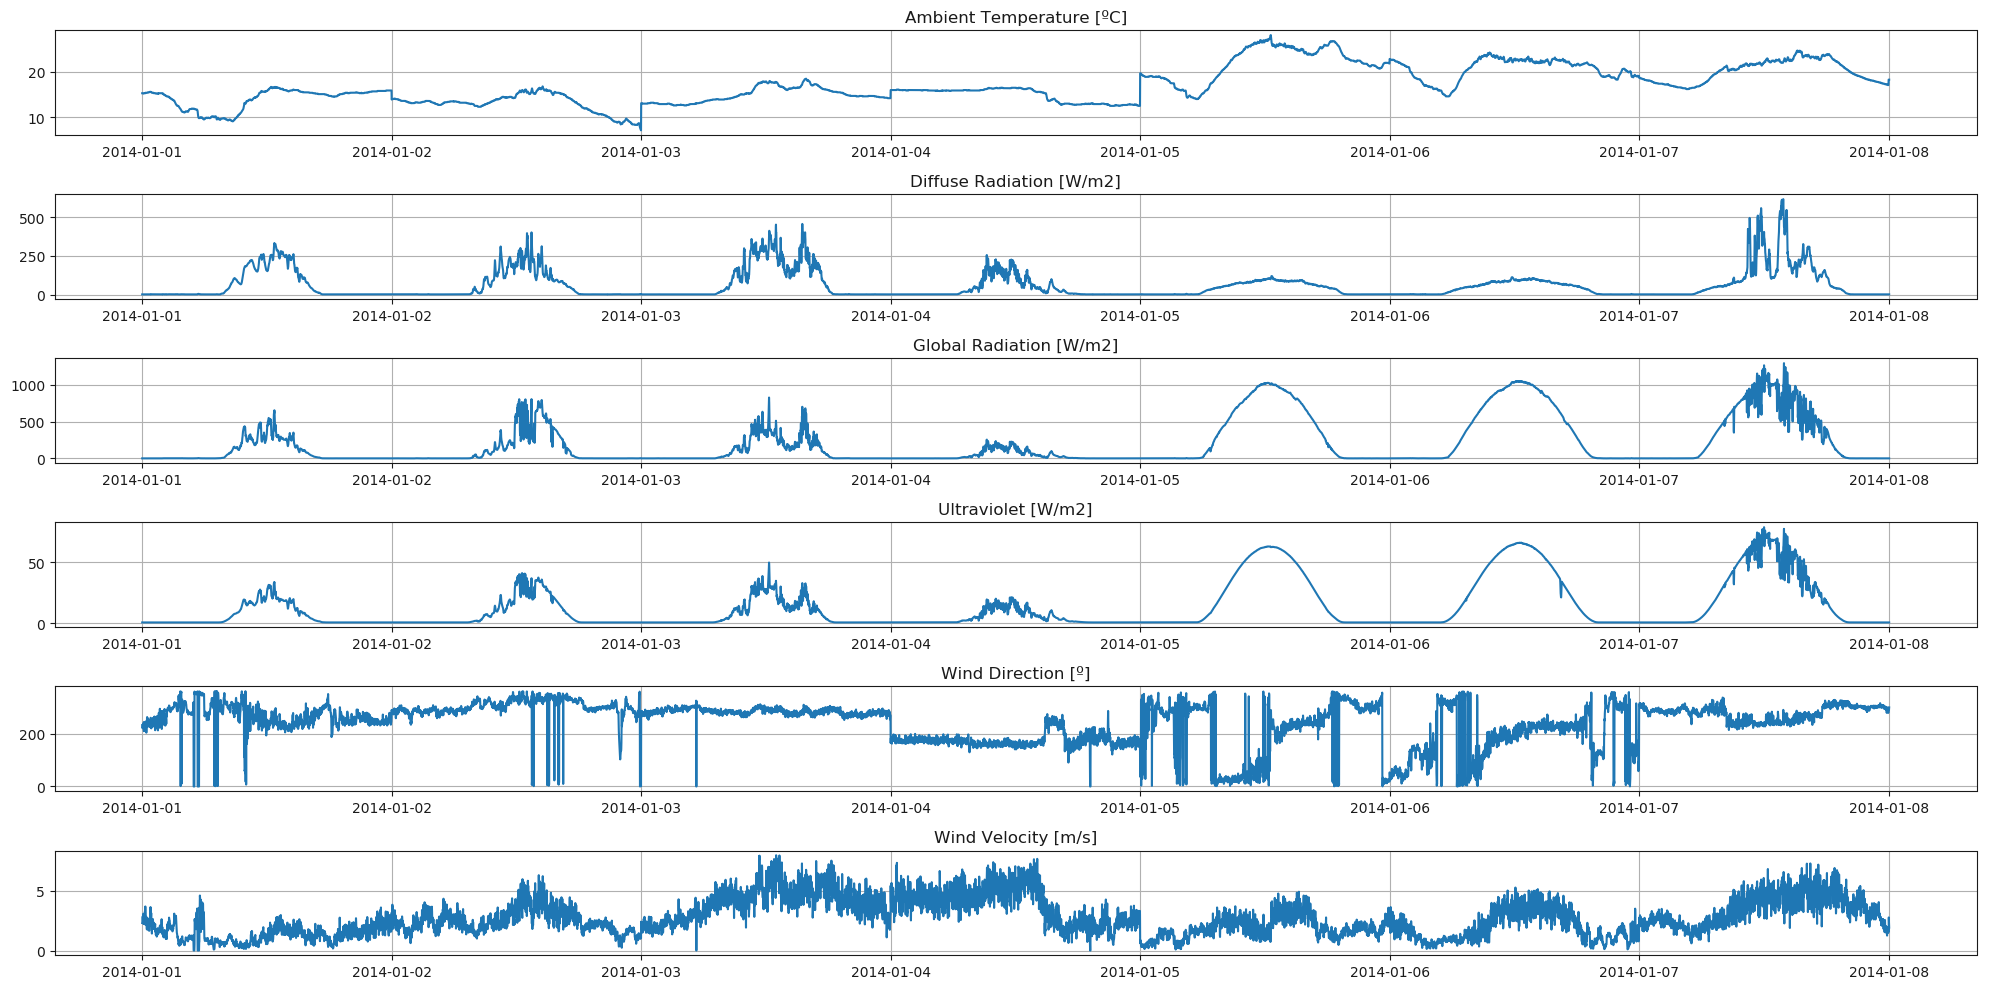 Ambient Temperature [ºC]
20
10
2014-01-01 2014-01-02 2014-01-03 2014-01-04 2014-01-05 2014-01-06 2014-01-07 2014-01-08
Diffuse Radiation [W/m2]
500
250
0
2014-01-01 2014-01-02 2014-01-03 2014-01-04 2014-01-05 2014-01-06 2014-01-07 2014-01-08
Global Radiation [W/m2]
1000
500
0
2014-01-01 2014-01-02 2014-01-03 2014-01-04 2014-01-05 2014-01-06 2014-01-07 2014-01-08
Ultraviolet [W/m2]
50
0
2014-01-01 2014-01-02 2014-01-03 2014-01-04 2014-01-05 2014-01-06 2014-01-07 2014-01-08
Wind Direction [º]
200
0
2014-01-01 2014-01-02 2014-01-03 2014-01-04 2014-01-05 2014-01-06 2014-01-07 2014-01-08
Wind Velocity [m/s]
5
0
2014-01-01 2014-01-02 2014-01-03 2014-01-04 2014-01-05 2014-01-06 2014-01-07 2014-01-08